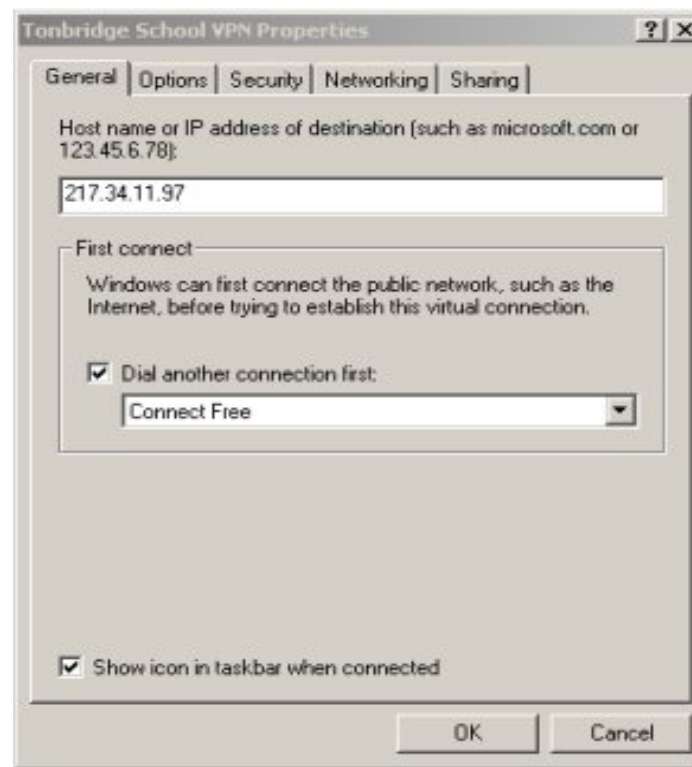 Tonbridge School VPN Properties
General Options Security Networking Sharing
Host name or IP address of destination (such as microsoft.com or
123.45.6.78):
217.34.11.97
First connect
Windows can first connect the public network, such as the
Internet, before trying to establish this virtual connection.
Dial another connection first:
Connect Free
Show icon in taskbar when connected
OK Cancel